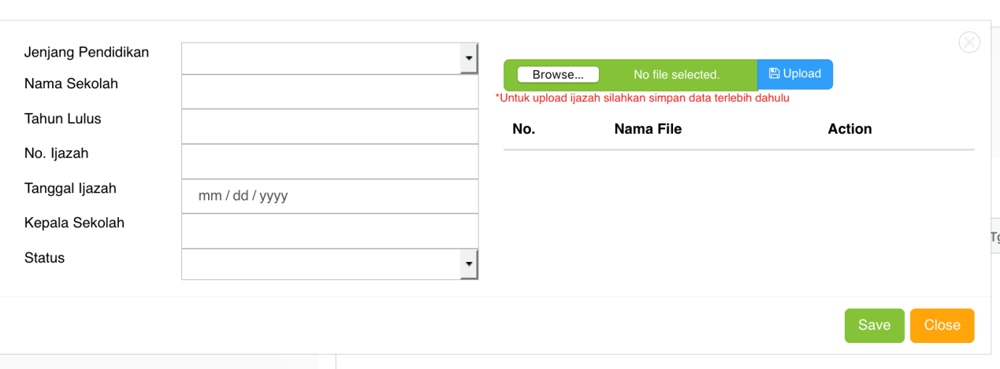 Jenjang Pendidikan
Nama Sekolah
Tahun Lulus
No. Ijazah
Tanggal Ijazah
mm / dd / yyyy
Kepala Sekolah
Status
Browse... No file selected. Upload
*Untuk upload ijazah silahkan simpan data terlebih dahulu
No. Nama File Action
Save Close